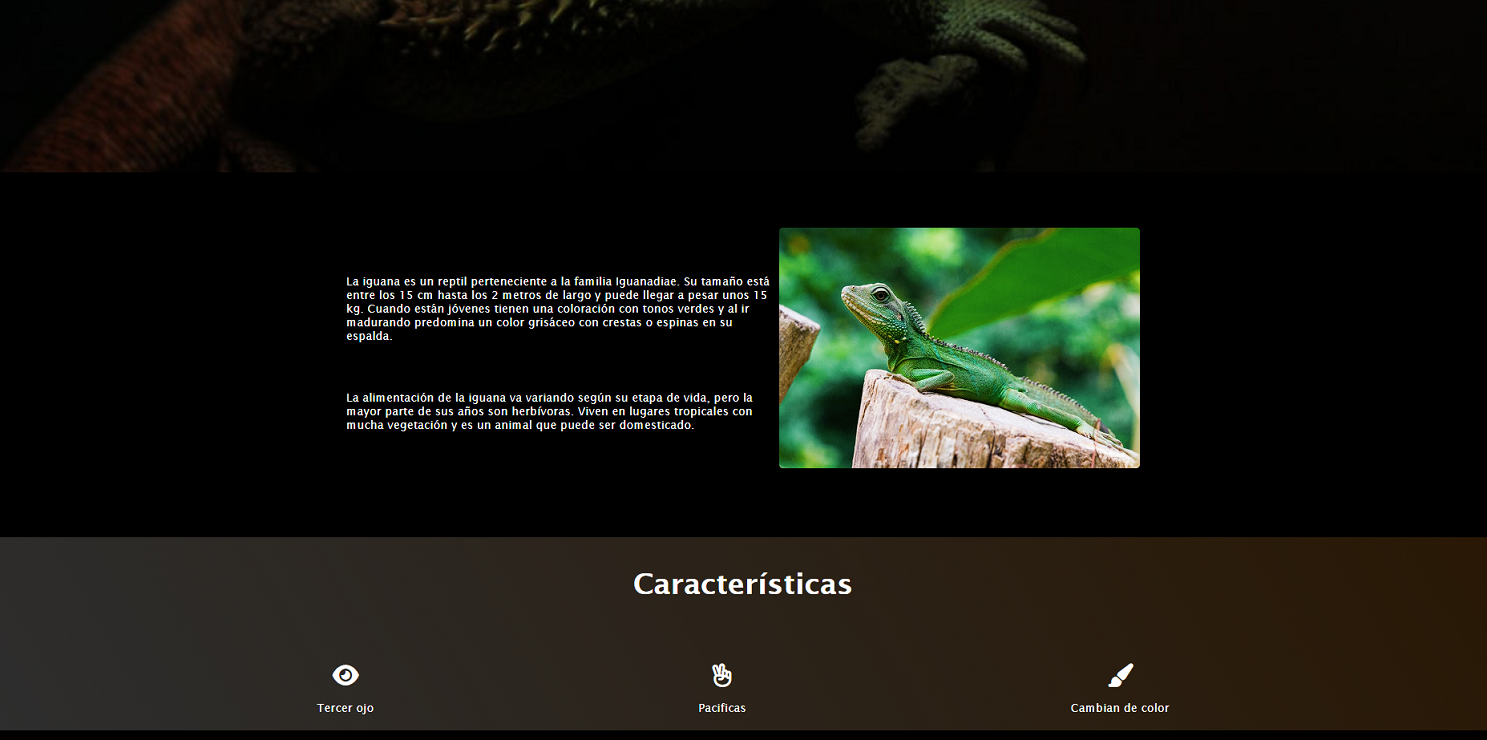 La iguana es un reptil perteneciente a la familia Iguanadiae. Su tamaño está
entre los 15 cm hasta los 2 metros de largo y puede llegar a pesar unos 15
kg. Cuando están jóvenes tienen una coloración con tonos verdes y al ir
madurando predomina un color grisáceo con crestas o espinas en su
espalda.
La alimentación de la iguana va variando según su etapa de vida, pero la
mayor parte de sus años son herbívoras. Viven en lugares tropicales con
mucha vegetación y es un animal que puede ser domesticado.
Características
Tercer ojo
Pacificas
Cambian de color